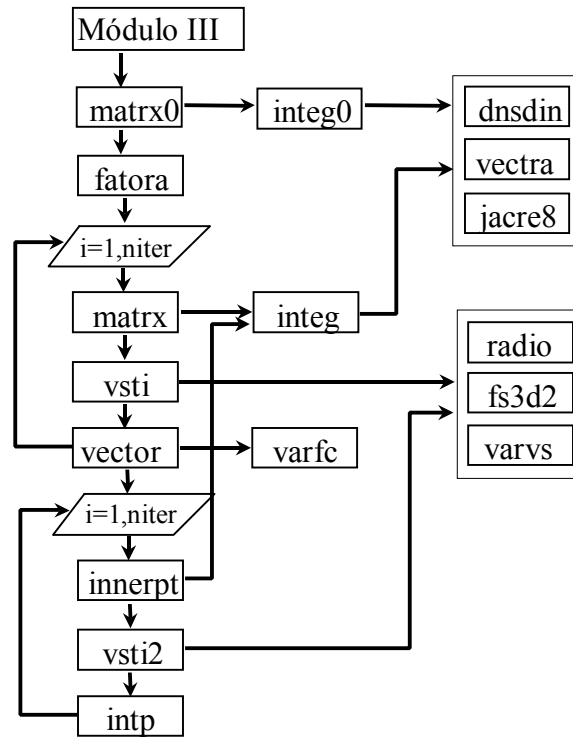 Módulo III
matrx0
integ0
dnsdin
vectra
jacre8
fatora
i=1,niter
matrx
integ
vsti
radio
fs3d2
varvs
vector
varfc
i=1,niter
innerpt
vsti2
intp